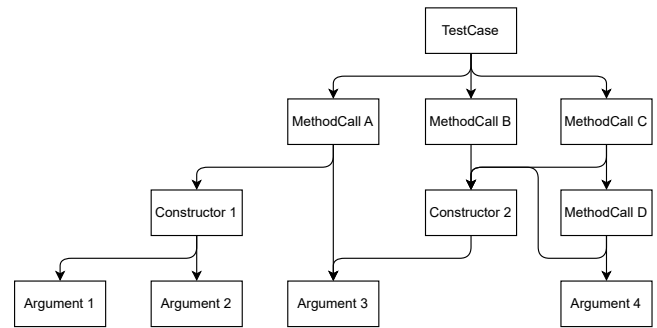 TestCase
MethodCall A
MethodCall B
MethodCall C
Constructor 1
Constructor 2
MethodCall D
Argument 1
Argument 2
Argument 3
Argument 4